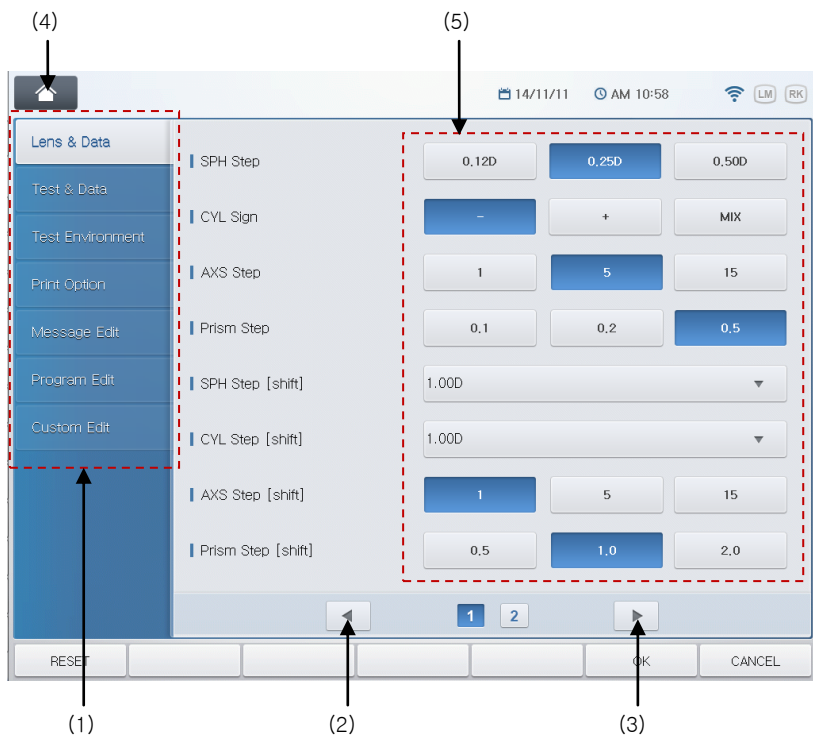 (4) (5)
14/11/11 AM 10:58 LM RK
Lens & Data
Test & Data
Test Environment
Print Option
Message Edit
Program Edit
Custom Edit
SPH Step 0.12D 0.25D 0.50D
CYL Sign - + MIX
AXS Step 1 5 15
Prism Step 0.1 0.2 0.5
SPH Step [shift] 1.00D
CYL Step [shift] 1.00D
AXS Step [shift] 1 5 15
Prism Step [shift] 0.5 1.0 2.0
1 2
RESET OK CANCEL
(1) (2) (3)